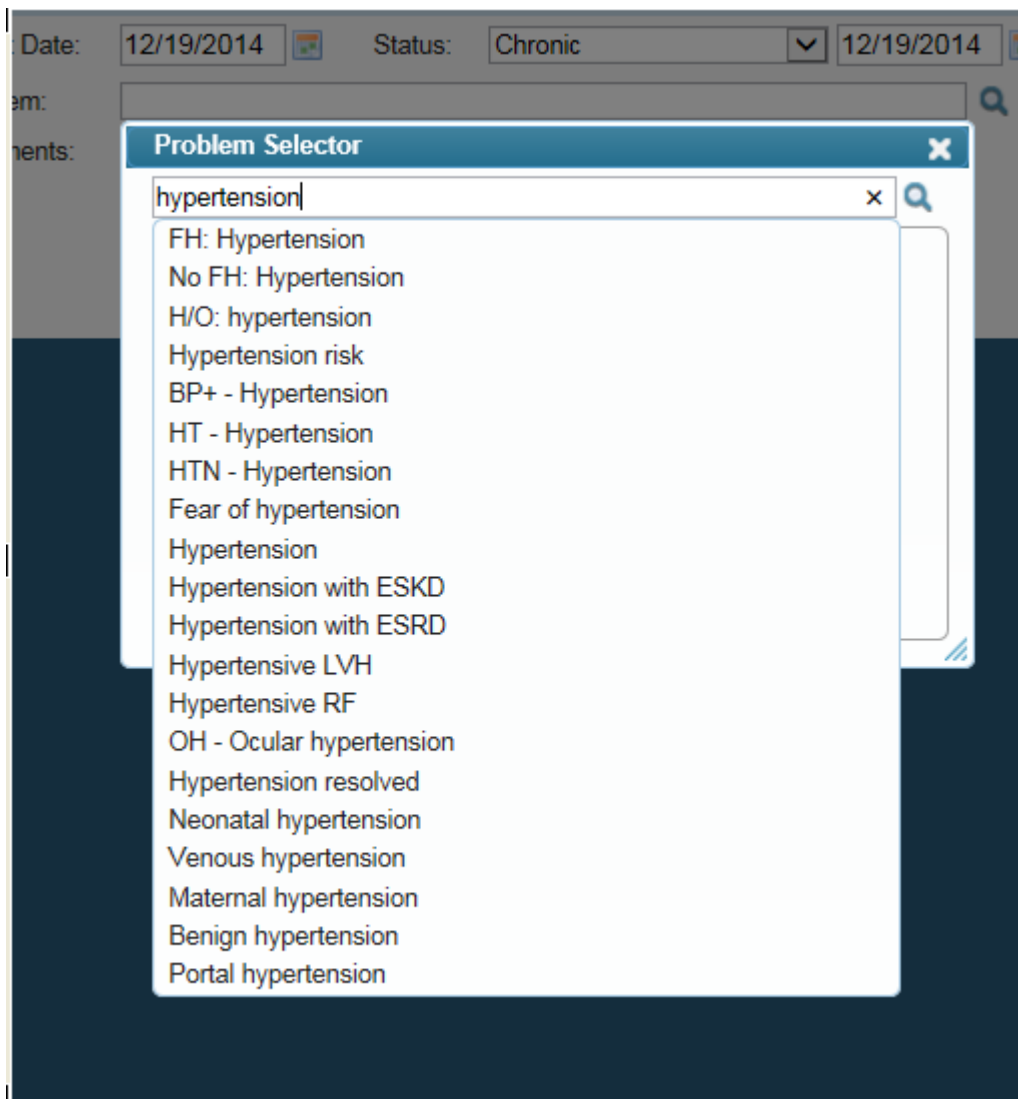 Date: 12/19/2014 Status: Chronic 12/19/2014
em:
nents:
Problem Selector
hypertension
FH: Hypertension
No FH: Hypertension
H/O: hypertension
Hypertension risk
BP+ - Hypertension
HT - Hypertension
HTN - Hypertension
Fear of hypertension
Hypertension
Hypertension with ESKD
Hypertension with ESRD
Hypertensive LVH
Hypertensive RF
OH - Ocular hypertension
Hypertension resolved
Neonatal hypertension
Venous hypertension
Maternal hypertension
Benign hypertension
Portal hypertension